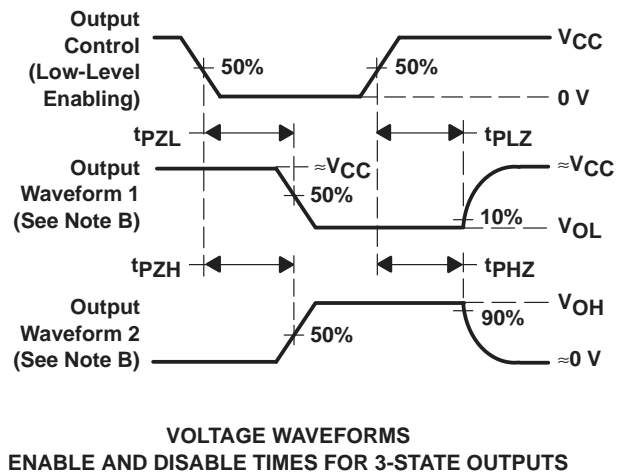 Output
Control
(Low-Level
Enabling)
50%
50%
VCC
0 V
tPZL
tPLZ
Output
Waveform 1
(See Note B)
≈VCC
50%
≈VCC
10%
VOL
tPZH
tPHZ
Output
Waveform 2
(See Note B)
50%
VOH
90%
≈0 V
VOLTAGE WAVEFORMS
ENABLE AND DISABLE TIMES FOR 3-STATE OUTPUTS